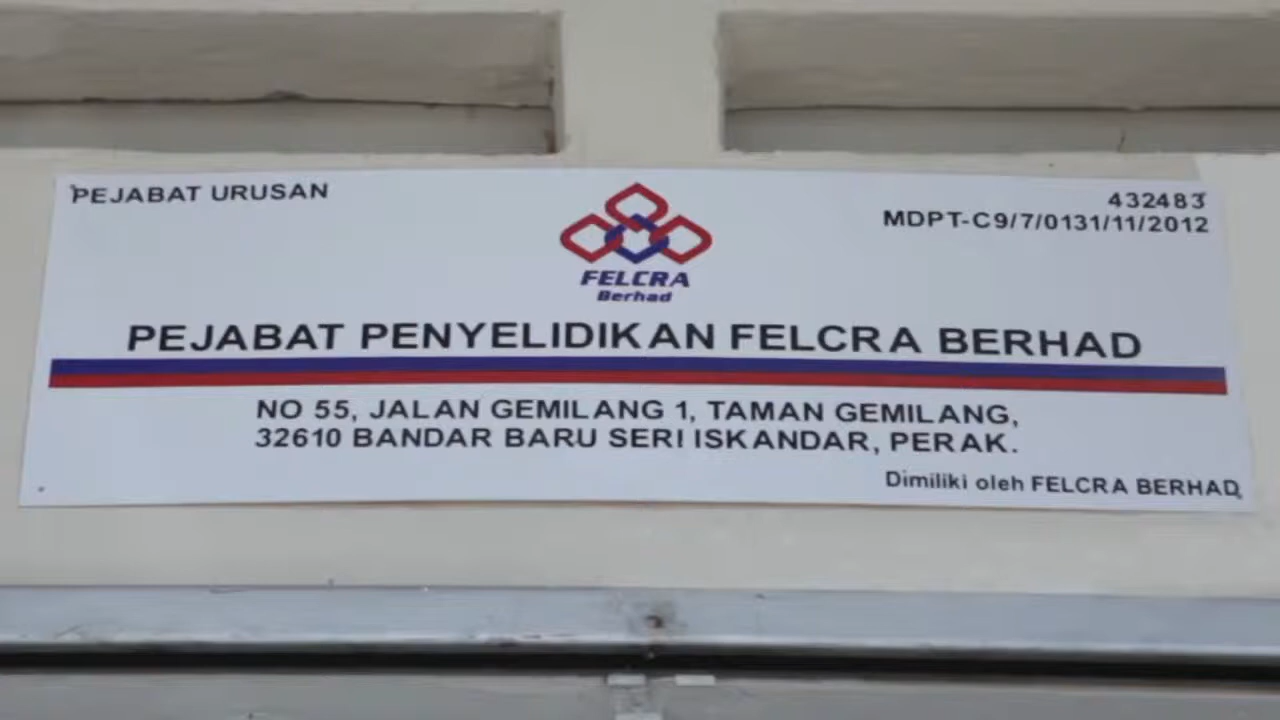 PEJABAT URUSAN
432483
MDPT-C9/7/0131/11/2012
FELCRA
Berhad
PEJABAT PENYELIDIKAN FELCRA BERHAD
NO 55, JALAN GEMILANG 1, TAMAN GEMILANG,
32610 BANDAR BARU SERI ISKANDAR, PERAK.
Dimiliki oleh FELCRA BERHAD